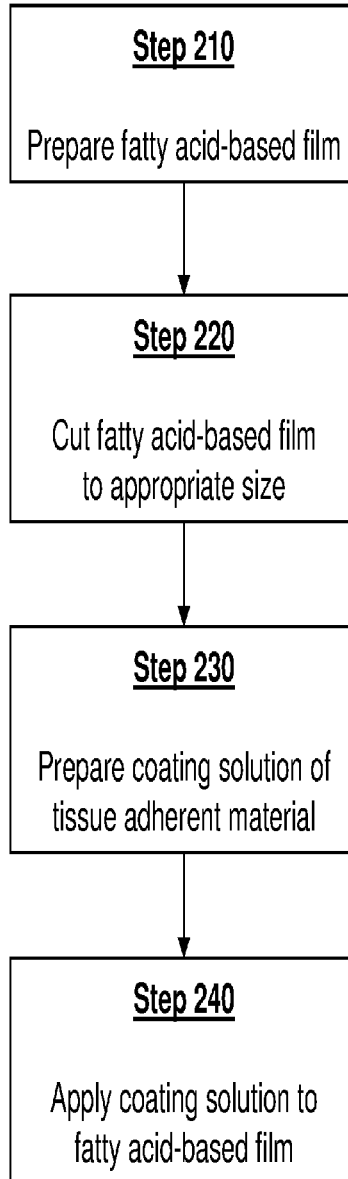 Step 210
Prepare fatty acid-based film
Step 220
Cut fatty acid-based film
to appropriate size
Step 230
Prepare coating solution of
tissue adherent material
Step 240
Apply coating solution to
fatty acid-based film